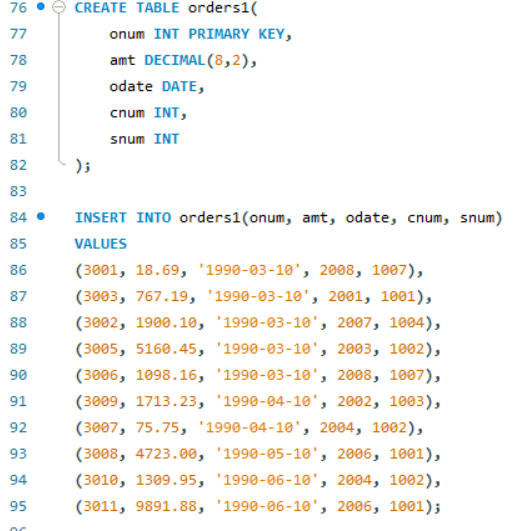 76 CREATE TABLE orders1(
77 onum INT PRIMARY KEY,
78 amt DECIMAL(8,2),
79 odate DATE,
80 cnum INT,
81 snum INT
82 );
83
84 INSERT INTO orders1(onum, amt, odate, cnum, snum)
85 VALUES
86 (3001, 18.69, '1990-03-10', 2008, 1007),
87 (3003, 767.19, '1990-03-10', 2001, 1001),
88 (3002, 1900.10, '1990-03-10', 2007, 1004),
89 (3005, 5160.45, '1990-03-10', 2003, 1002),
90 (3006, 1098.16, '1990-03-10', 2008, 1007),
91 (3009, 1713.23, '1990-04-10', 2002, 1003),
92 (3007, 75.75, '1990-04-10', 2004, 1002),
93 (3008, 4723.00, '1990-05-10', 2006, 1001),
94 (3010, 1309.95, '1990-06-10', 2004, 1002),
95 (3011, 9891.88, '1990-06-10', 2006, 1001);